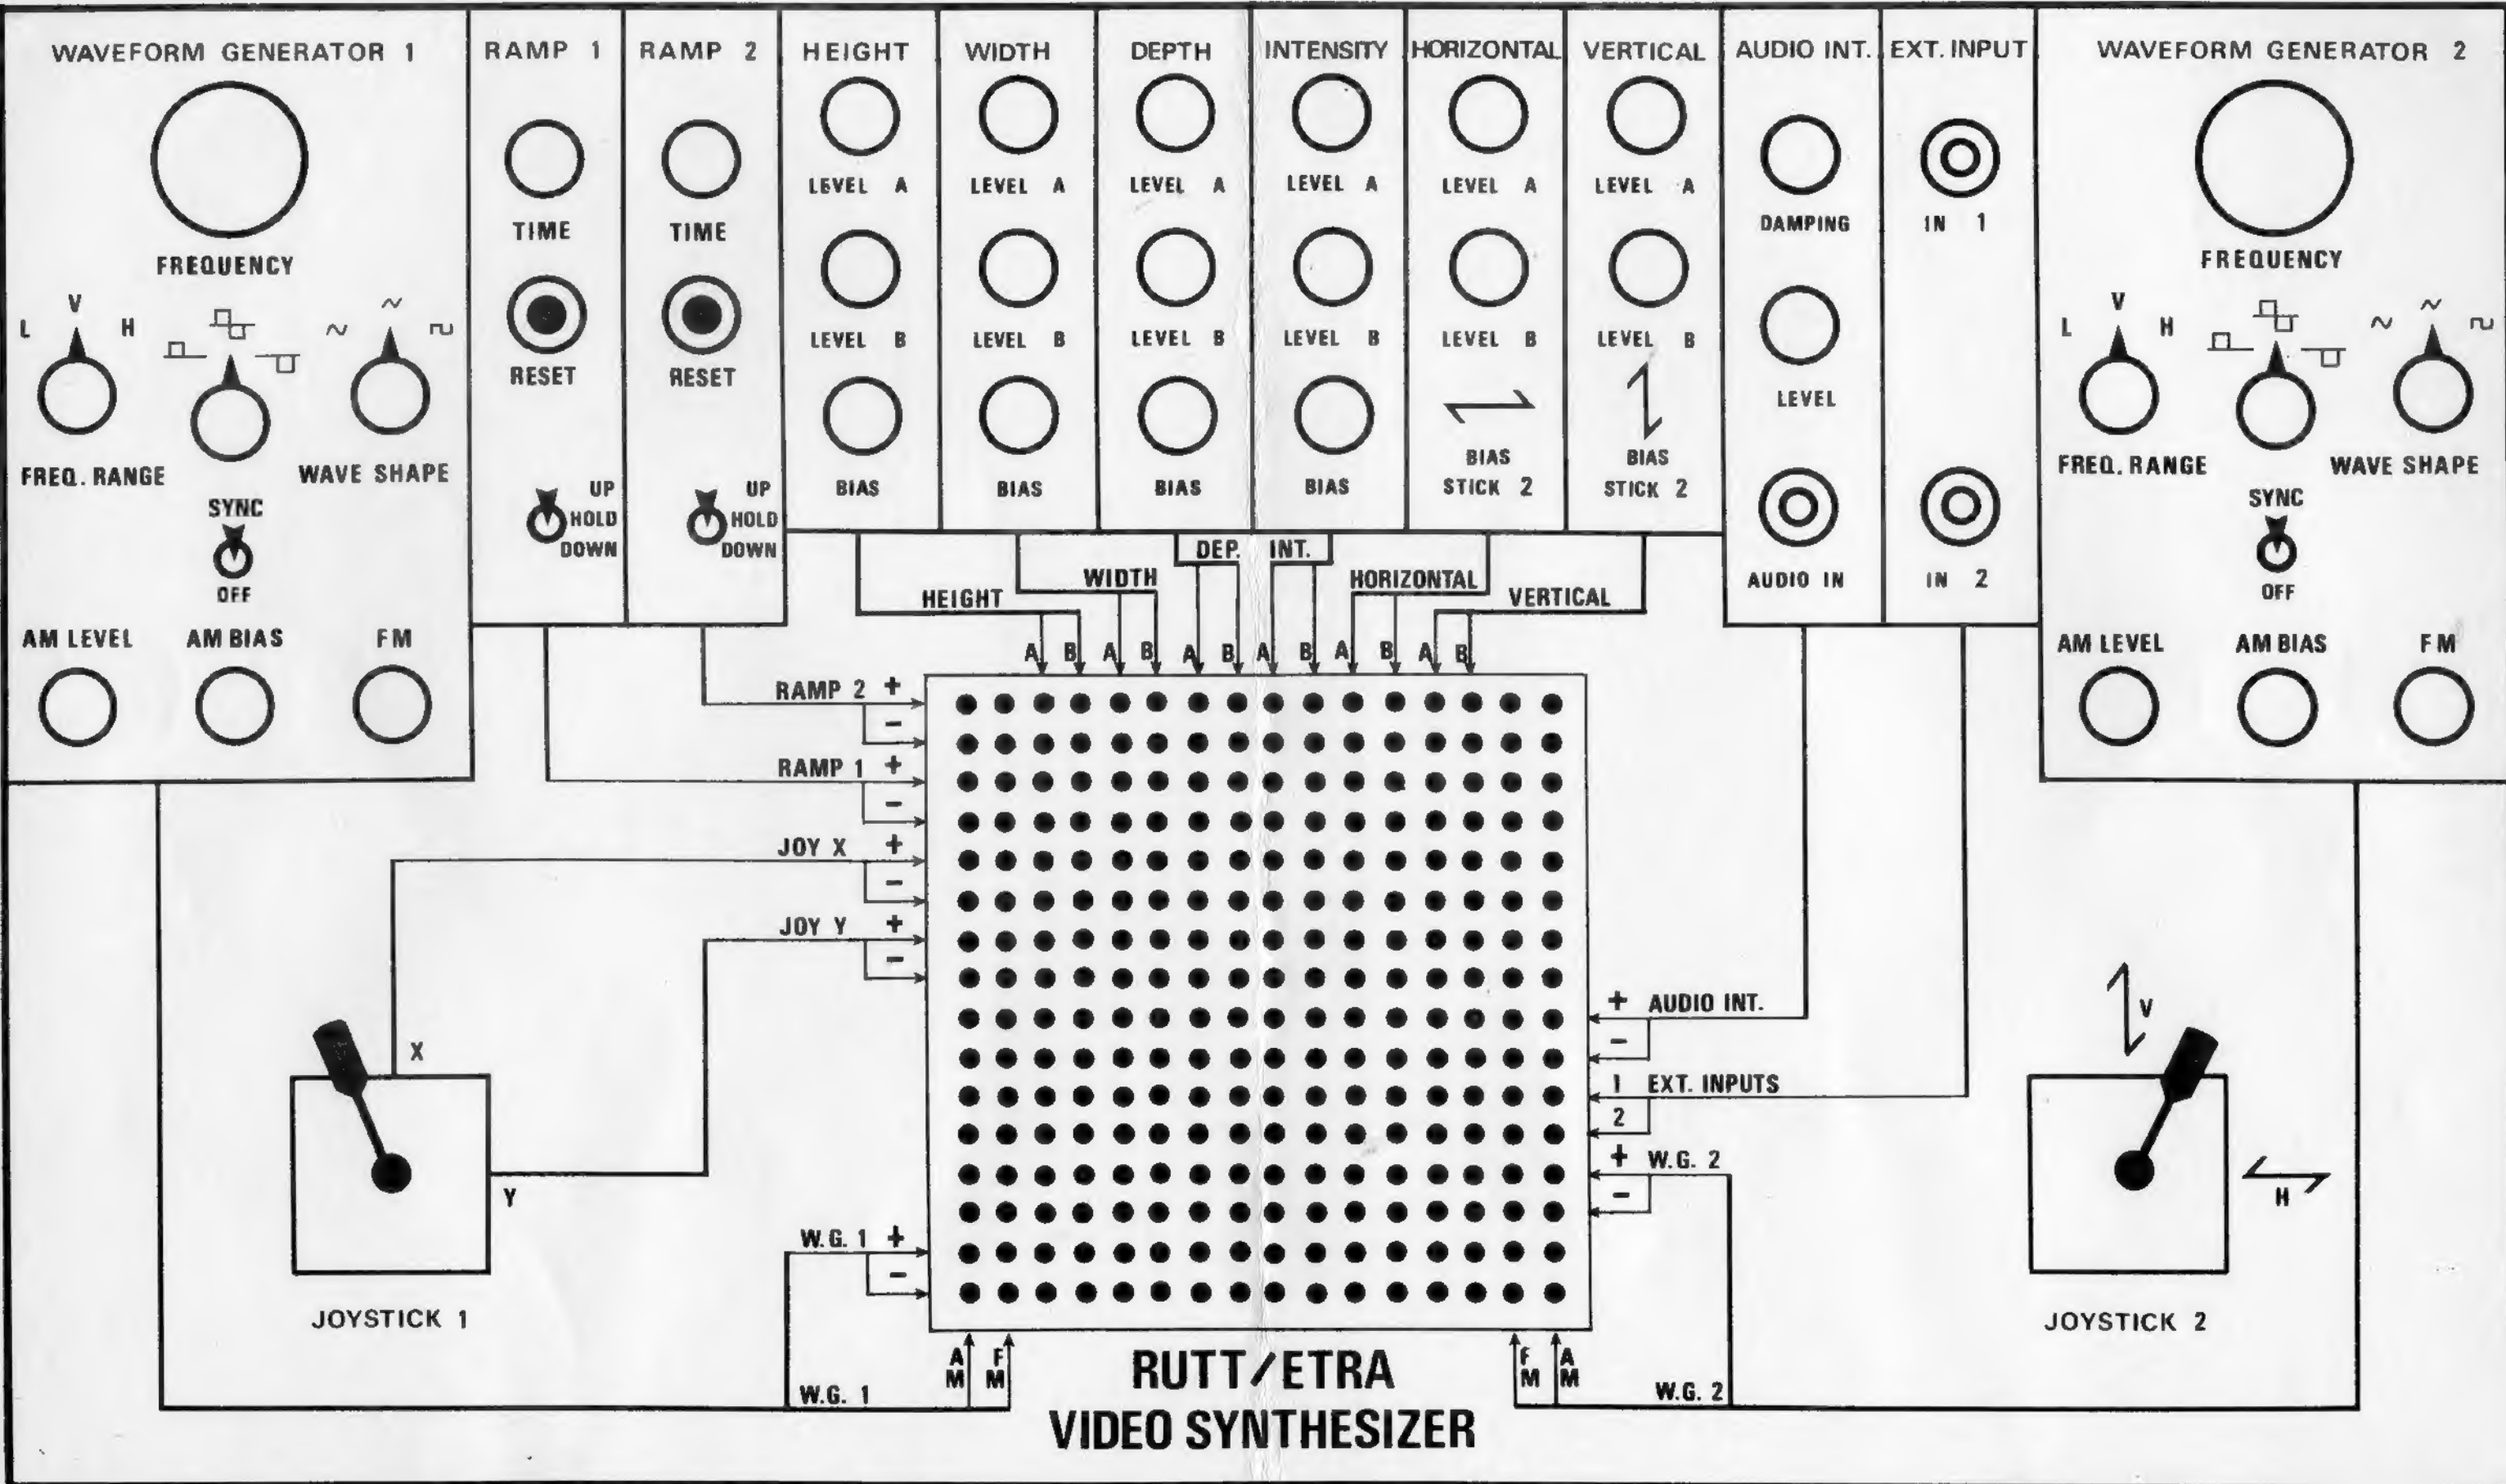 WAVEFORM GENERATOR 1
FREQUENCY
L V H
FREQ. RANGE
WAVE SHAPE
SYNC
OFF
AM LEVEL AM BIAS FM
RAMP 1
TIME
RESET
UP
HOLD
DOWN
RAMP 2
TIME
RESET
UP
HOLD
DOWN
HEIGHT
LEVEL A
LEVEL B
BIAS
WIDTH
LEVEL A
LEVEL B
BIAS
DEPTH
LEVEL A
LEVEL B
BIAS
INTENSITY
LEVEL A
LEVEL B
BIAS
HORIZONTAL
LEVEL A
LEVEL B
BIAS
STICK 2
VERTICAL
LEVEL A
LEVEL B
BIAS
STICK 2
AUDIO INT.
DAMPING
LEVEL
AUDIO IN
EXT. INPUT
IN 1
IN 2
WAVEFORM GENERATOR 2
FREQUENCY
L V H
FREQ. RANGE
WAVE SHAPE
SYNC
OFF
AM LEVEL AM BIAS FM
DEP. INT.
WIDTH HORIZONTAL
HEIGHT VERTICAL
A B A B A B A B A B A B
RAMP 2 +
-
RAMP 1 +
-
JOY X +
-
JOY Y +
-
W.G. 1 +
-
+ AUDIO INT.
-
1 EXT. INPUTS
2
+ W.G. 2
-
X
Y
JOYSTICK 1
V
H
JOYSTICK 2
AM FM
W.G. 1
FM AM
W.G. 2
RUTT/ETRA
VIDEO SYNTHESIZER